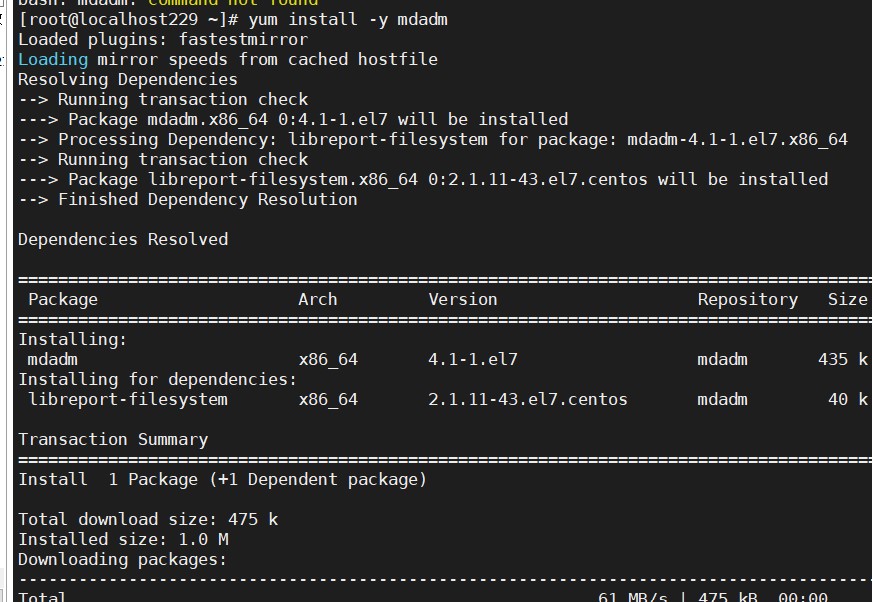 bash: mdadm: command not found
[root@localhost229 ~]# yum install -y mdadm
Loaded plugins: fastestmirror
Loading mirror speeds from cached hostfile
Resolving Dependencies
--> Running transaction check
---> Package mdadm.x86_64 0:4.1-1.el7 will be installed
--> Processing Dependency: libreport-filesystem for package: mdadm-4.1-1.el7.x86_64
--> Running transaction check
---> Package libreport-filesystem.x86_64 0:2.1.11-43.el7.centos will be installed
--> Finished Dependency Resolution
Dependencies Resolved
================================================================================
Package Arch Version Repository Size
================================================================================
Installing:
mdadm x86_64 4.1-1.el7 mdadm 435 k
Installing for dependencies:
libreport-filesystem x86_64 2.1.11-43.el7.centos mdadm 40 k
Transaction Summary
================================================================================
Install 1 Package (+1 Dependent package)
Total download size: 475 k
Installed size: 1.0 M
Downloading packages:
--------------------------------------------------------------------------------
Total 61 MB/s | 475 kB 00:00